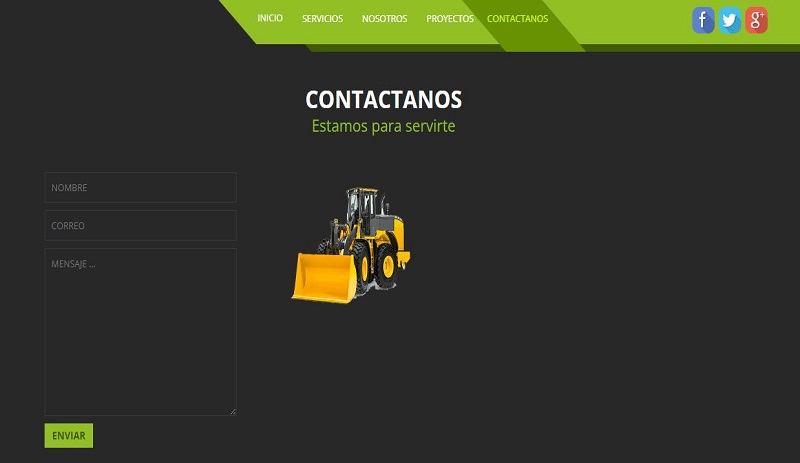 INICIO SERVICIOS NOSOTROS PROYECTOS CONTACTANOS
CONTACTANOS
Estamos para servirte
NOMBRE
CORREO
MENSAJE ...
ENVIAR